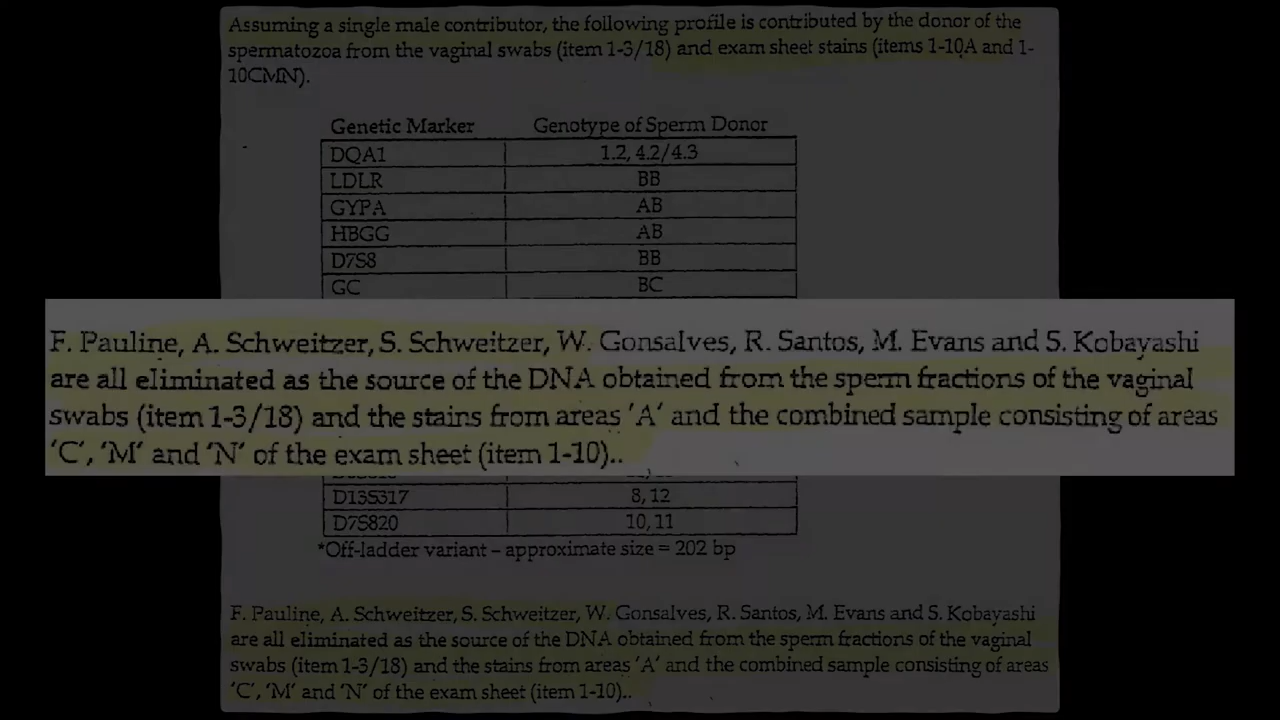 Assuming a single male contributor, the following profile is contributed by the donor of the
spermatozoa from the vaginal swabs (item 1-3/18) and exam sheet stains (items 1-10A and 1-
10CMN).
Genetic Marker Genotype of Sperm Donor
DQA1 1.2, 4.2/4.3
LDLR BB
GYPA AB
HBGG AB
D7S8 BB
GC BC
F. Pauline, A. Schweitzer, S. Schweitzer, W. Gonsalves, R. Santos, M. Evans and S. Kobayashi
are all eliminated as the source of the DNA obtained from the sperm fractions of the vaginal
swabs (item 1-3/18) and the stains from areas 'A' and the combined sample consisting of areas
'C', 'M' and 'N' of the exam sheet (item 1-10)..
D13S317 8, 12
D7S820 10, 11
*Off-ladder variant – approximate size = 202 bp
F. Pauline, A. Schweitzer, S. Schweitzer, W. Gonsalves, R. Santos, M. Evans and S. Kobayashi
are all eliminated as the source of the DNA obtained from the sperm fractions of the vaginal
swabs (item 1-3/18) and the stains from areas 'A' and the combined sample consisting of areas
'C', 'M' and 'N' of the exam sheet (item 1-10)..